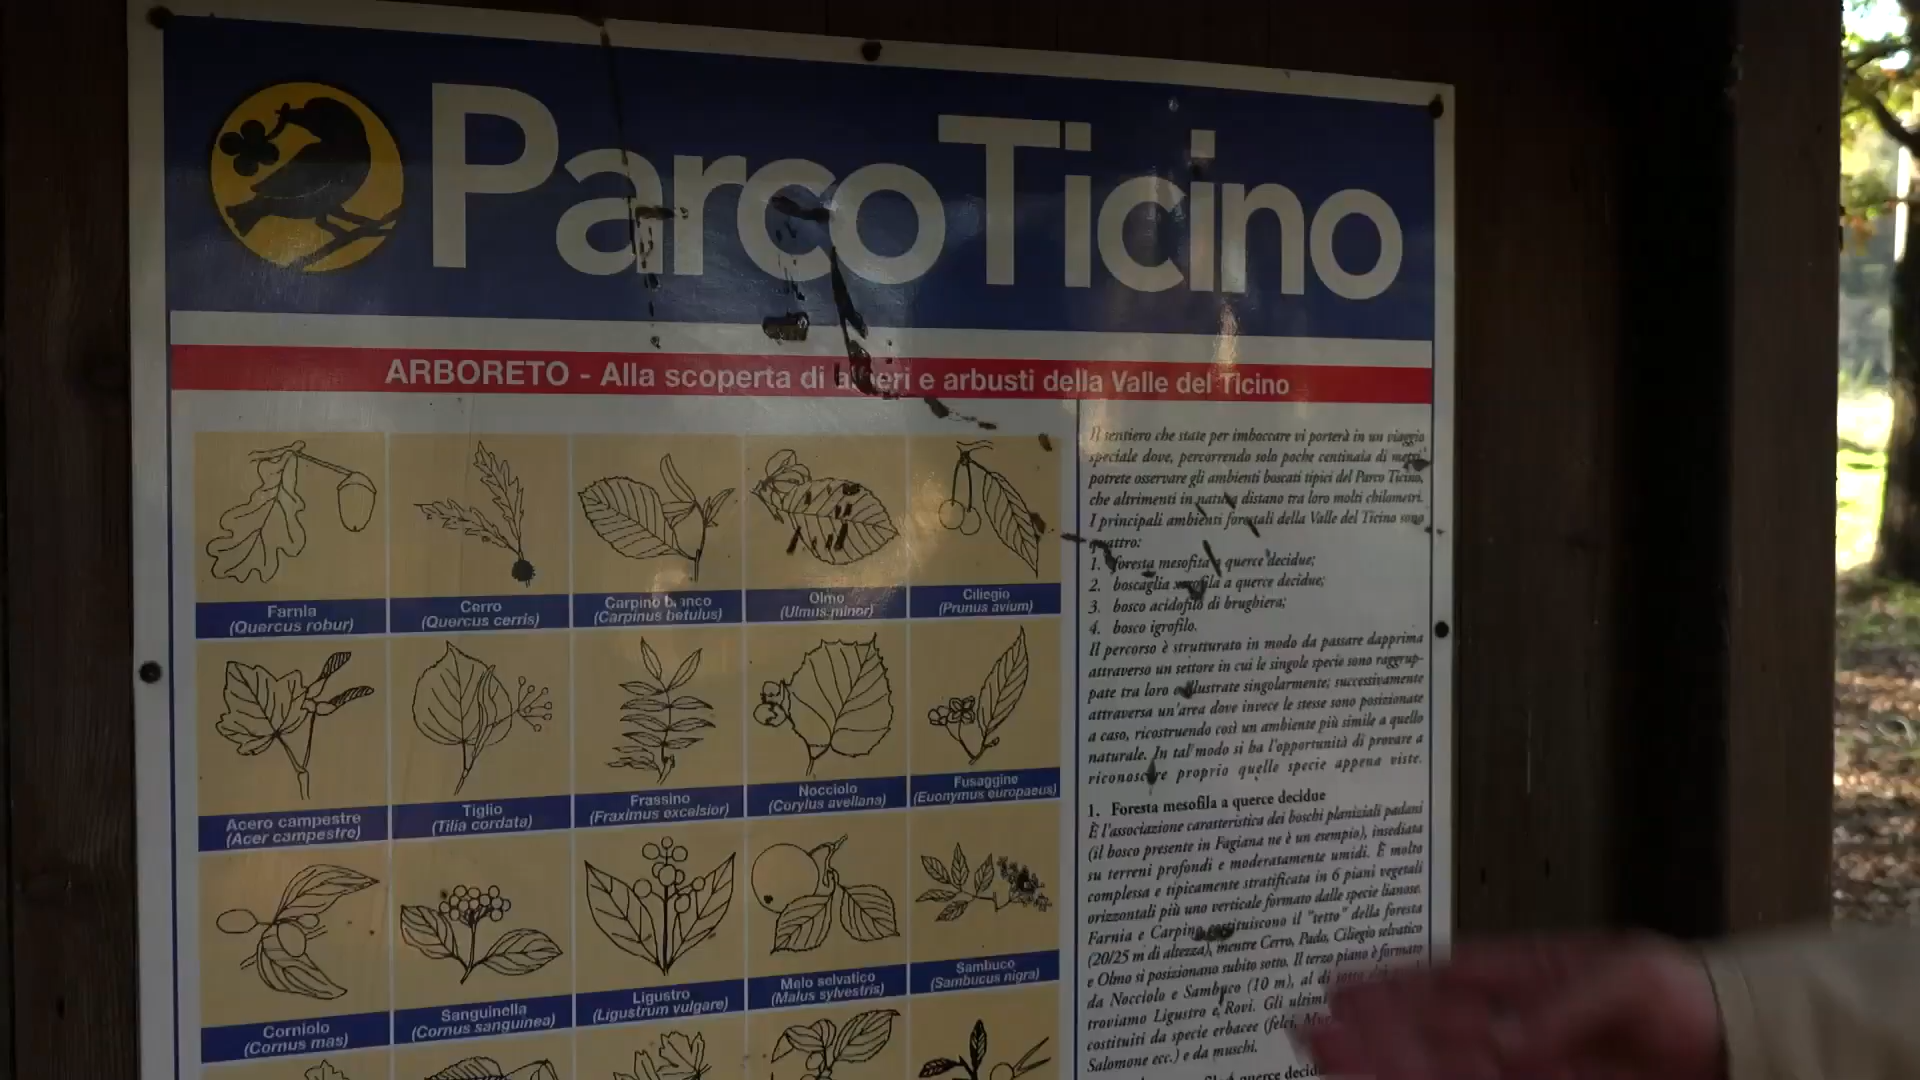 ParcoTicino
ARBORETO - Alla scoperta di alberi e arbusti della Valle del Ticino
Farnia
(Quercus robur)
Cerro
(Quercus cerris)
Carpino bianco
(Carpinus betulus)
Olmo
(Ulmus minor)
Ciliegio
(Prunus avium)
Acero campestre
(Acer campestre)
Tiglio
(Tilia cordata)
Frassino
(Fraximus excelsior)
Nocciolo
(Corylus avellana)
Fusaggine
(Euonymus europaeus)
Corniolo
(Cornus mas)
Sanguinella
(Cornus sanguinea)
Ligustro
(Ligustrum vulgare)
Melo selvatico
(Malus sylvestris)
Sambuco
(Sambucus nigra)
Il sentiero che state per imboccare vi porterà in un viaggio
speciale dove, percorrendo solo poche centinaia di metri,
potrete osservare gli ambienti boscati tipici del Parco Ticino,
che altrimenti in natura distano tra loro molti chilometri.
I principali ambienti forestali della Valle del Ticino sono
quattro:
1. foresta mesofila a querce decidue;
2. boscaglia xerofila a querce decidue;
3. bosco acidofilo di brughiera;
4. bosco igrofilo.
Il percorso è strutturato in modo da passare dapprima
attraverso un settore in cui le singole specie sono raggrup-
pate tra loro e illustrate singolarmente; successivamente
attraversa un'area dove invece le stesse sono posizionate
a caso, ricostruendo così un ambiente più simile a quello
naturale. In tal modo si ha l'opportunità di provare a
riconoscere proprio quelle specie appena viste.
1. Foresta mesofila a querce decidue
È l'associazione caratteristica dei boschi planiziali padani
(il bosco presente in Fagiana ne è un esempio), insediata
su terreni profondi e moderatamente umidi. È molto
complessa e tipicamente stratificata in 6 piani vegetali
orizzontali più uno verticale formato dalle specie lianose.
Farnia e Carpino costituiscono il "tetto" della foresta
(20/25 m di altezza), mentre Cerro, Pado, Ciliegio selvatico
e Olmo si posizionano subito sotto. Il terzo piano è formato
da Nocciolo e Sambuco (10 m), al di sotto
troviamo Ligustro e Rovi. Gli ultimi
costituiti da specie erbacee (felci,
Salomone ecc.) e da muschi.